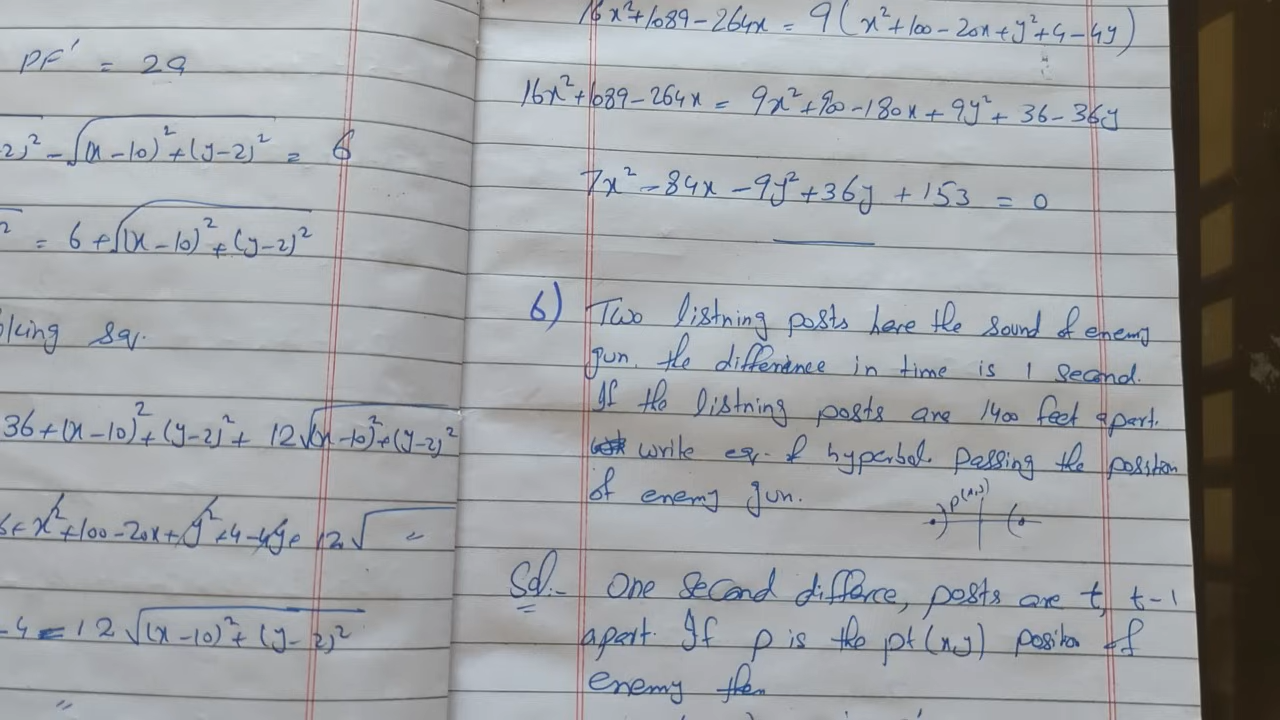 PF' = 2a
2)² - √(x-10)² + (y-2)² = 6
² = 6 + √(x-10)² + (y-2)²
king sq.
36 + (x-10)² + (y-2)² + 12√(x-10)² + (y-2)²
6 + x² + 100 - 20x + y² + 4 - 4y + 12√ "
-4 = 12√(x-10)² + (y-2)²
"
16x² + 1089 - 264x = 9(x² + 100 - 20x + y² + 4 - 4y)
16x² + 1089 - 264x = 9x² + 900 - 180x + 9y² + 36 - 36y
7x² - 84x - 9y² + 36y + 153 = 0
6) Two listning posts here the sound of enemy
gun. the difference in time is 1 second.
If the listning posts are 1400 feet apart.
write eq. of hyperbol. Passing the position
of enemy gun.
P(x,y)
Sol.- One second differce, posts are t, t-1
apart. If p is the pt (x,y) position of
enemy then